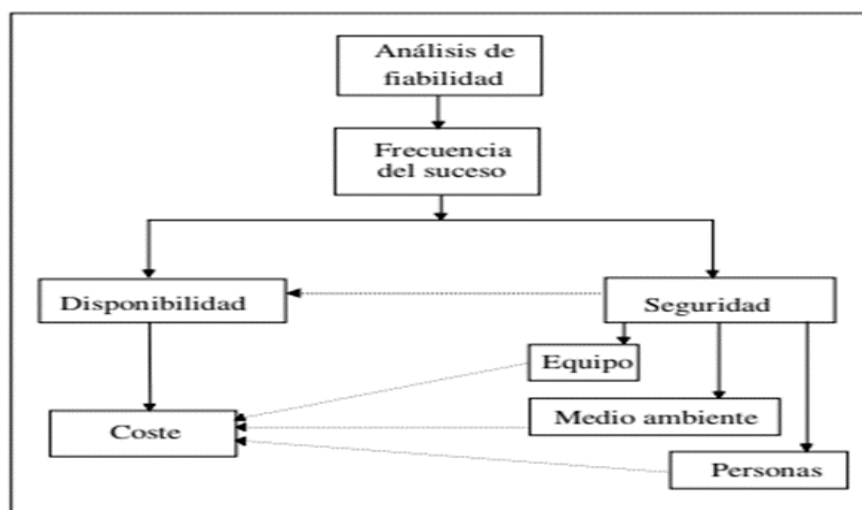 Análisis de
fiabilidad
Frecuencia
del suceso
Disponibilidad
Seguridad
Equipo
Medio ambiente
Coste
Personas